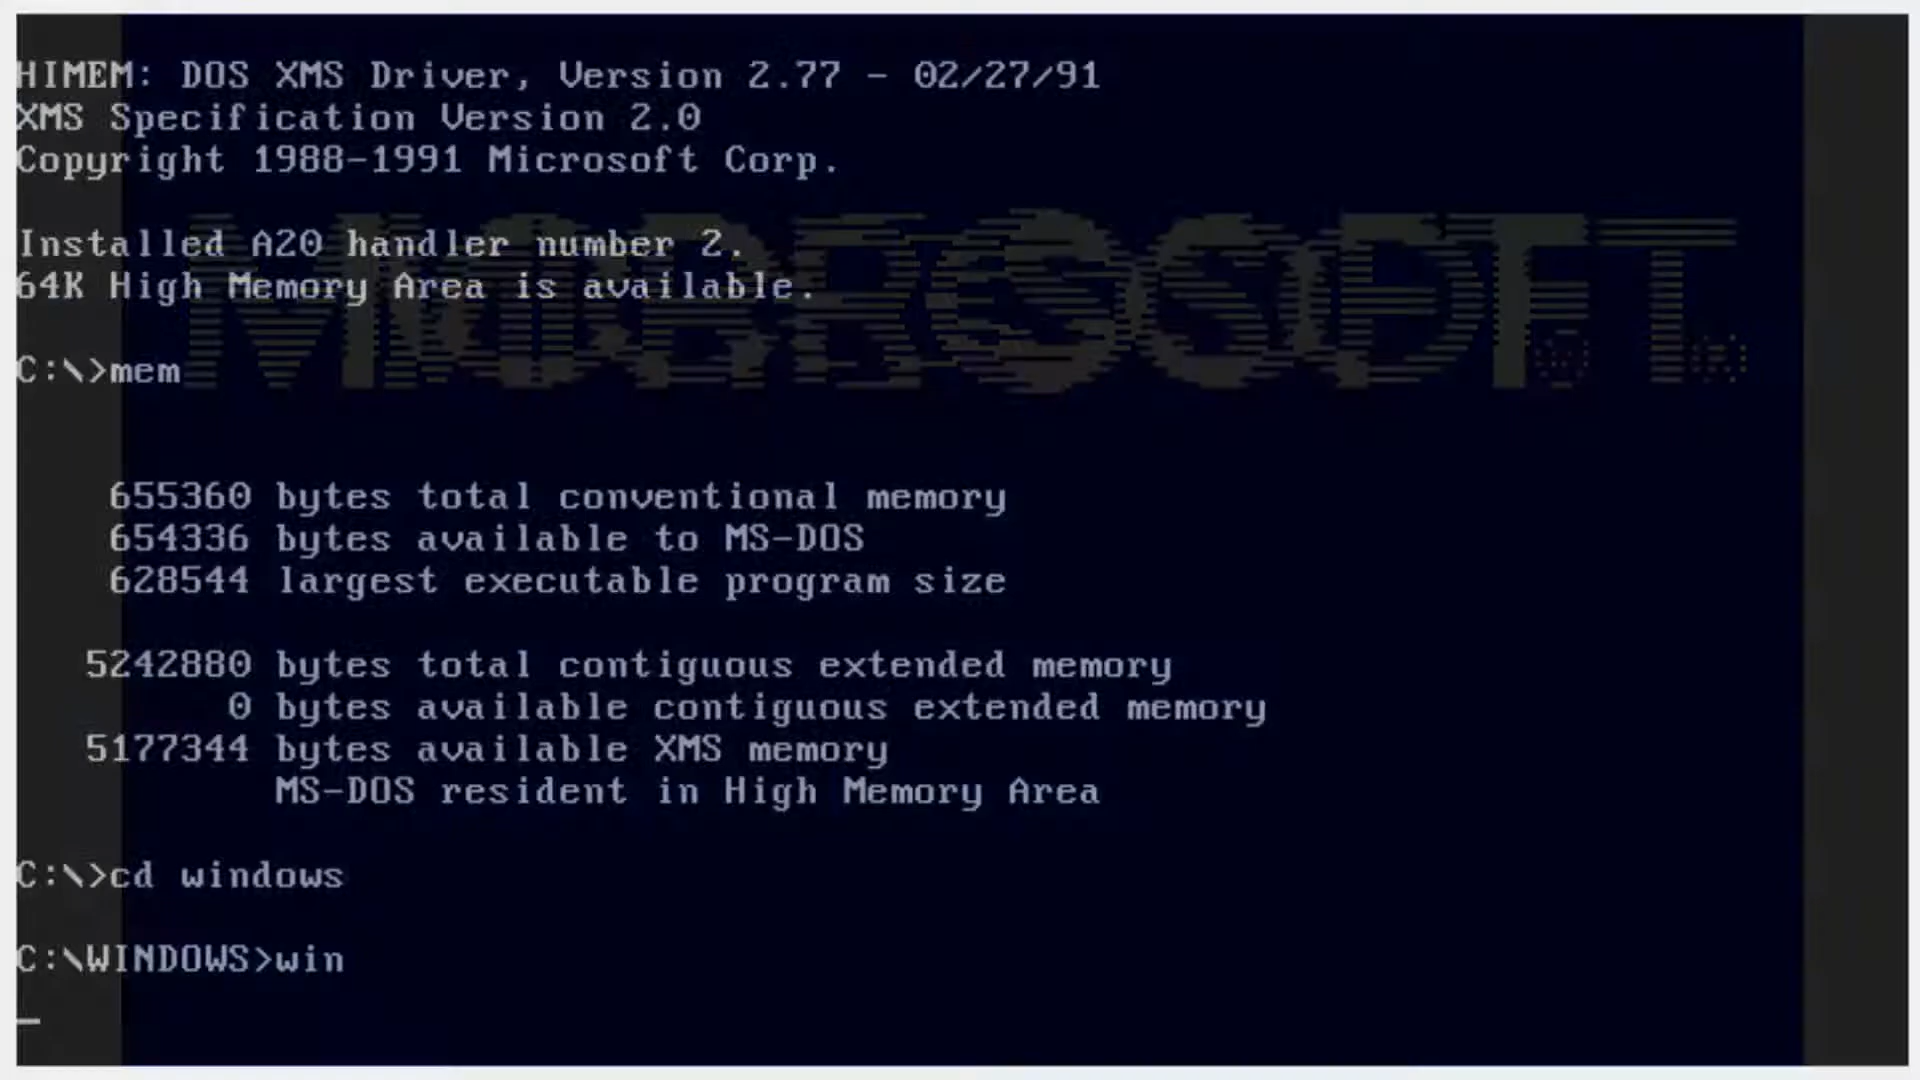 HIMEM: DOS XMS Driver, Version 2.77 - 02/27/91
XMS Specification Version 2.0
Copyright 1988-1991 Microsoft Corp.
Installed A20 handler number 2.
64K High Memory Area is available.
MICROSOFT
C:\>mem
655360 bytes total conventional memory
654336 bytes available to MS-DOS
628544 largest executable program size
5242880 bytes total contiguous extended memory
0 bytes available contiguous extended memory
5177344 bytes available XMS memory
MS-DOS resident in High Memory Area
C:\>cd windows
C:\WINDOWS>win